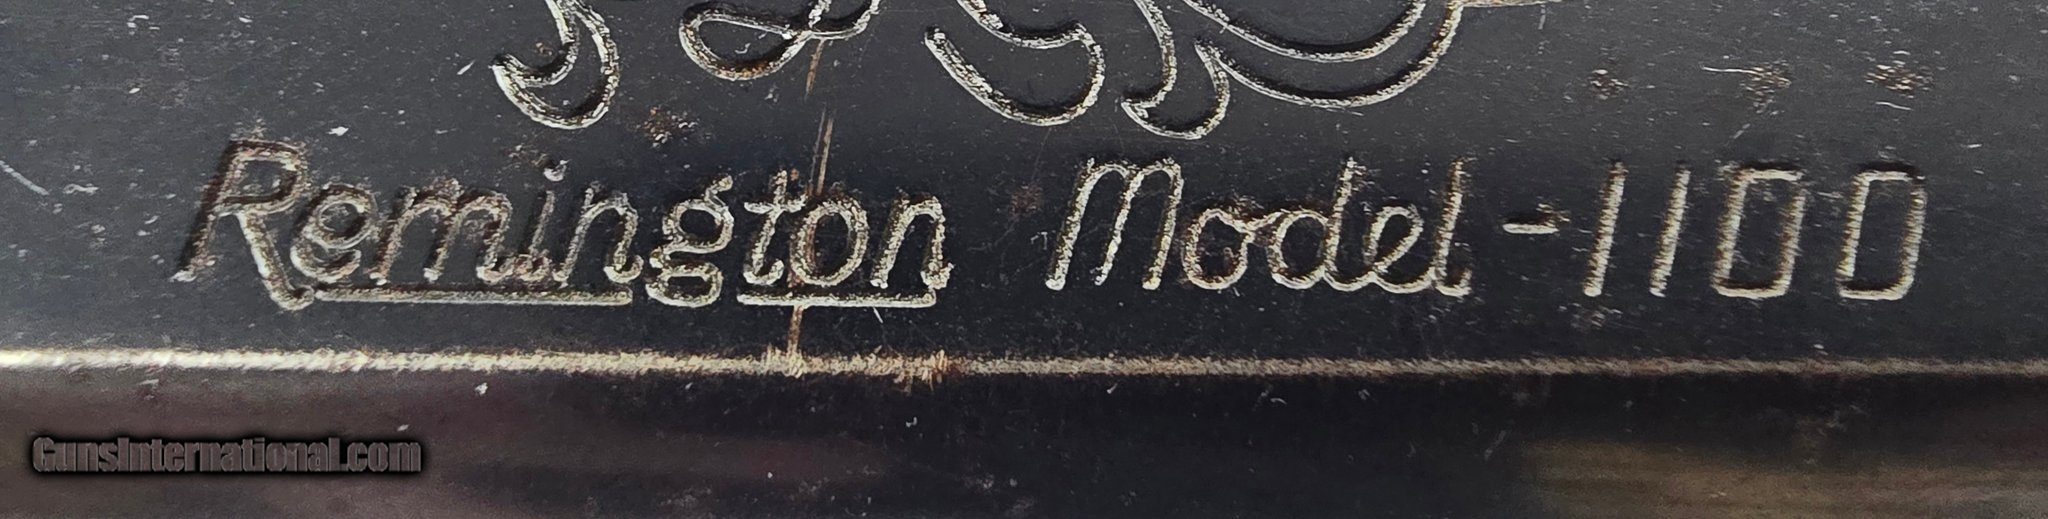 Remington Model-1100
GunsInternational.com